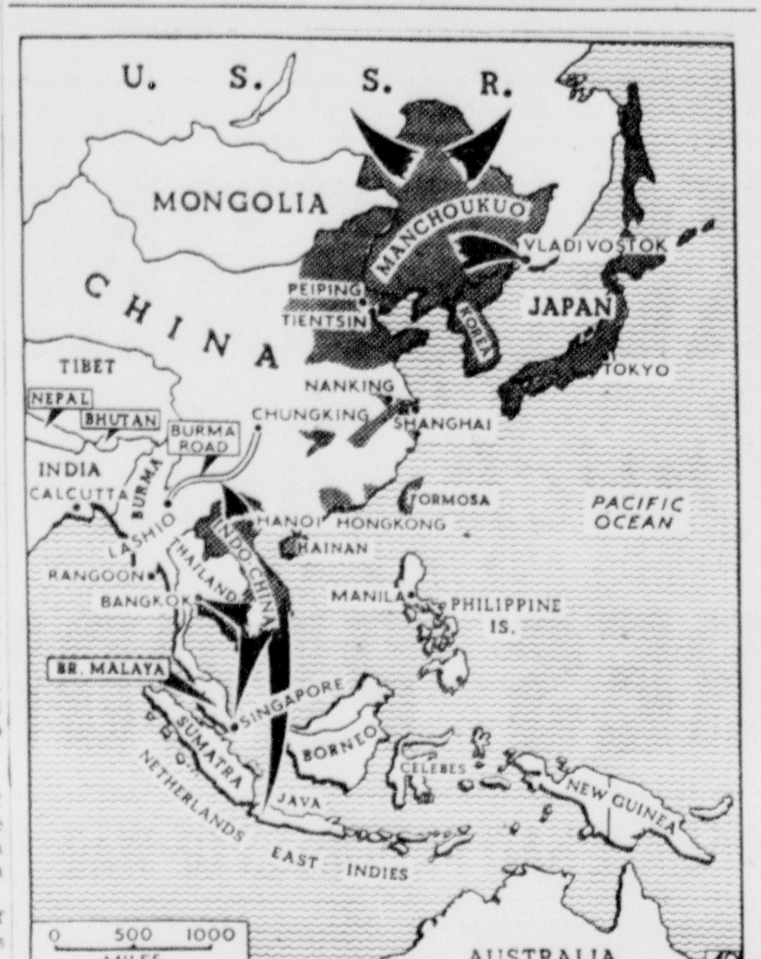 U. S. S. R.
MONGOLIA
MANCHOUKUO
VLADIVOSTOK
CHINA
PEIPING
TIENTSIN
KOREA
JAPAN
TOKYO
TIBET
NEPAL
BHUTAN
NANKING
CHUNGKING
SHANGHAI
BURMA
ROAD
INDIA
CALCUTTA
BURMA
LASHIO
FORMOSA
PACIFIC
OCEAN
HANOI
HONGKONG
HAINAN
INDO-CHINA
THAILAND
RANGOON
BANGKOK
MANILA
PHILIPPINE
IS.
BR. MALAYA
SINGAPORE
SUMATRA
BORNEO
CELEBES
NEW GUINEA
JAVA
NETHERLANDS EAST INDIES
0 500 1000
MILES
AUSTRALIA